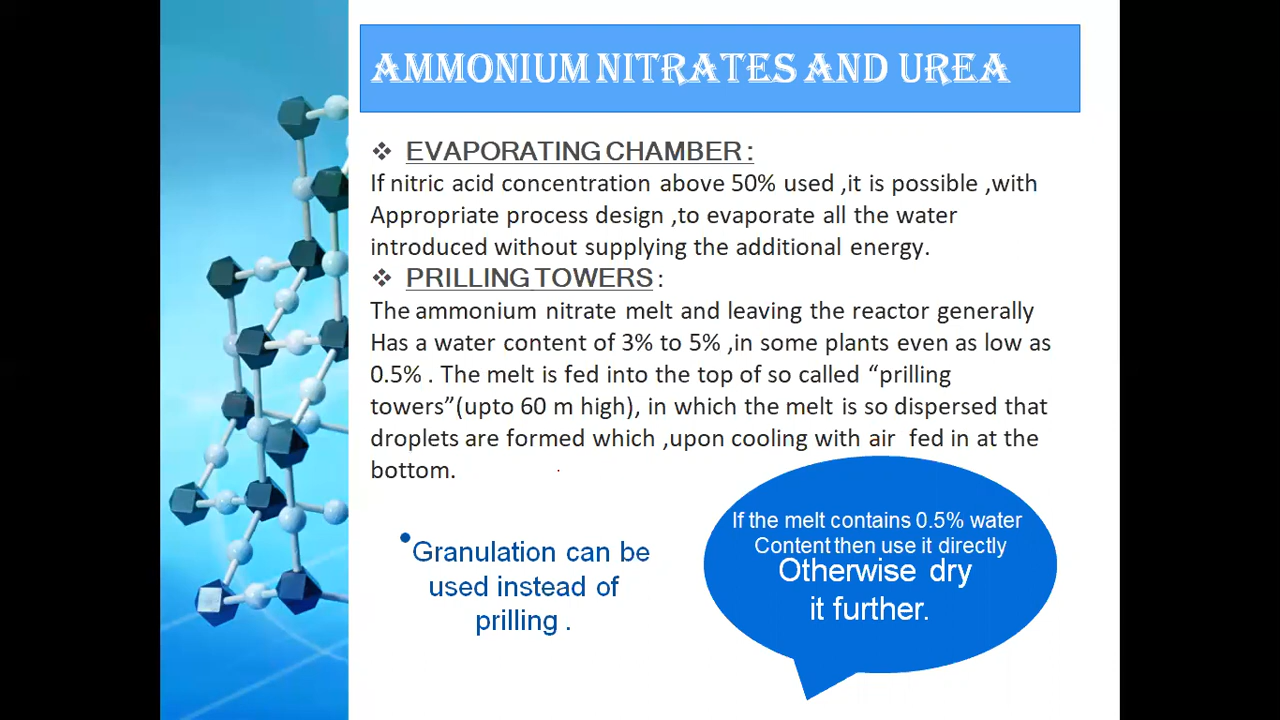 AMMONIUM NITRATES AND UREA
❖ EVAPORATING CHAMBER :
If nitric acid concentration above 50% used ,it is possible ,with
Appropriate process design ,to evaporate all the water
introduced without supplying the additional energy.
❖ PRILLING TOWERS :
The ammonium nitrate melt and leaving the reactor generally
Has a water content of 3% to 5% ,in some plants even as low as
0.5% . The melt is fed into the top of so called “prilling
towers”(upto 60 m high), in which the melt is so dispersed that
droplets are formed which ,upon cooling with air fed in at the
bottom.
•Granulation can be
used instead of
prilling .
If the melt contains 0.5% water
Content then use it directly
Otherwise dry
it further.